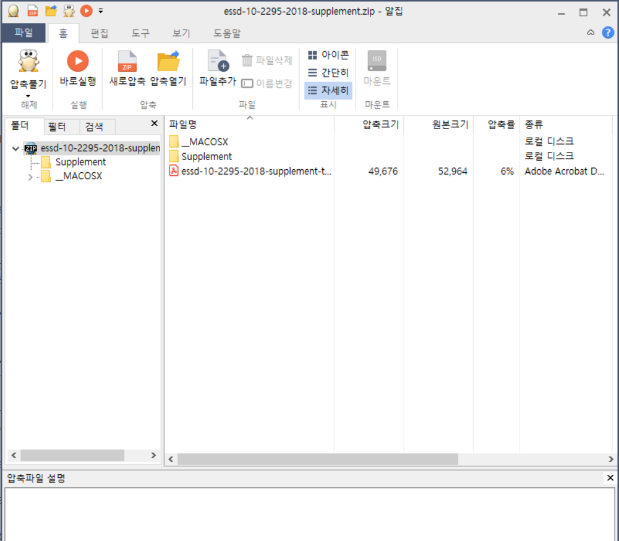 essd-10-2295-2018-supplement.zip - 알집
파일 홈 편집 도구 보기 도움말
압축풀기 바로실행 새로압축 압축열기 파일추가 파일삭제 이름변경 아이콘 간단히 자세히 마운트
해제 실행 압축 파일 표시 마운트
폴더 필터 검색
essd-10-2295-2018-supplen
Supplement
__MACOSX
파일명 압축크기 원본크기 압축률 종류
__MACOSX 로컬 디스크
Supplement 로컬 디스크
essd-10-2295-2018-supplement-t... 49,676 52,964 6% Adobe Acrobat D...
압축파일 설명